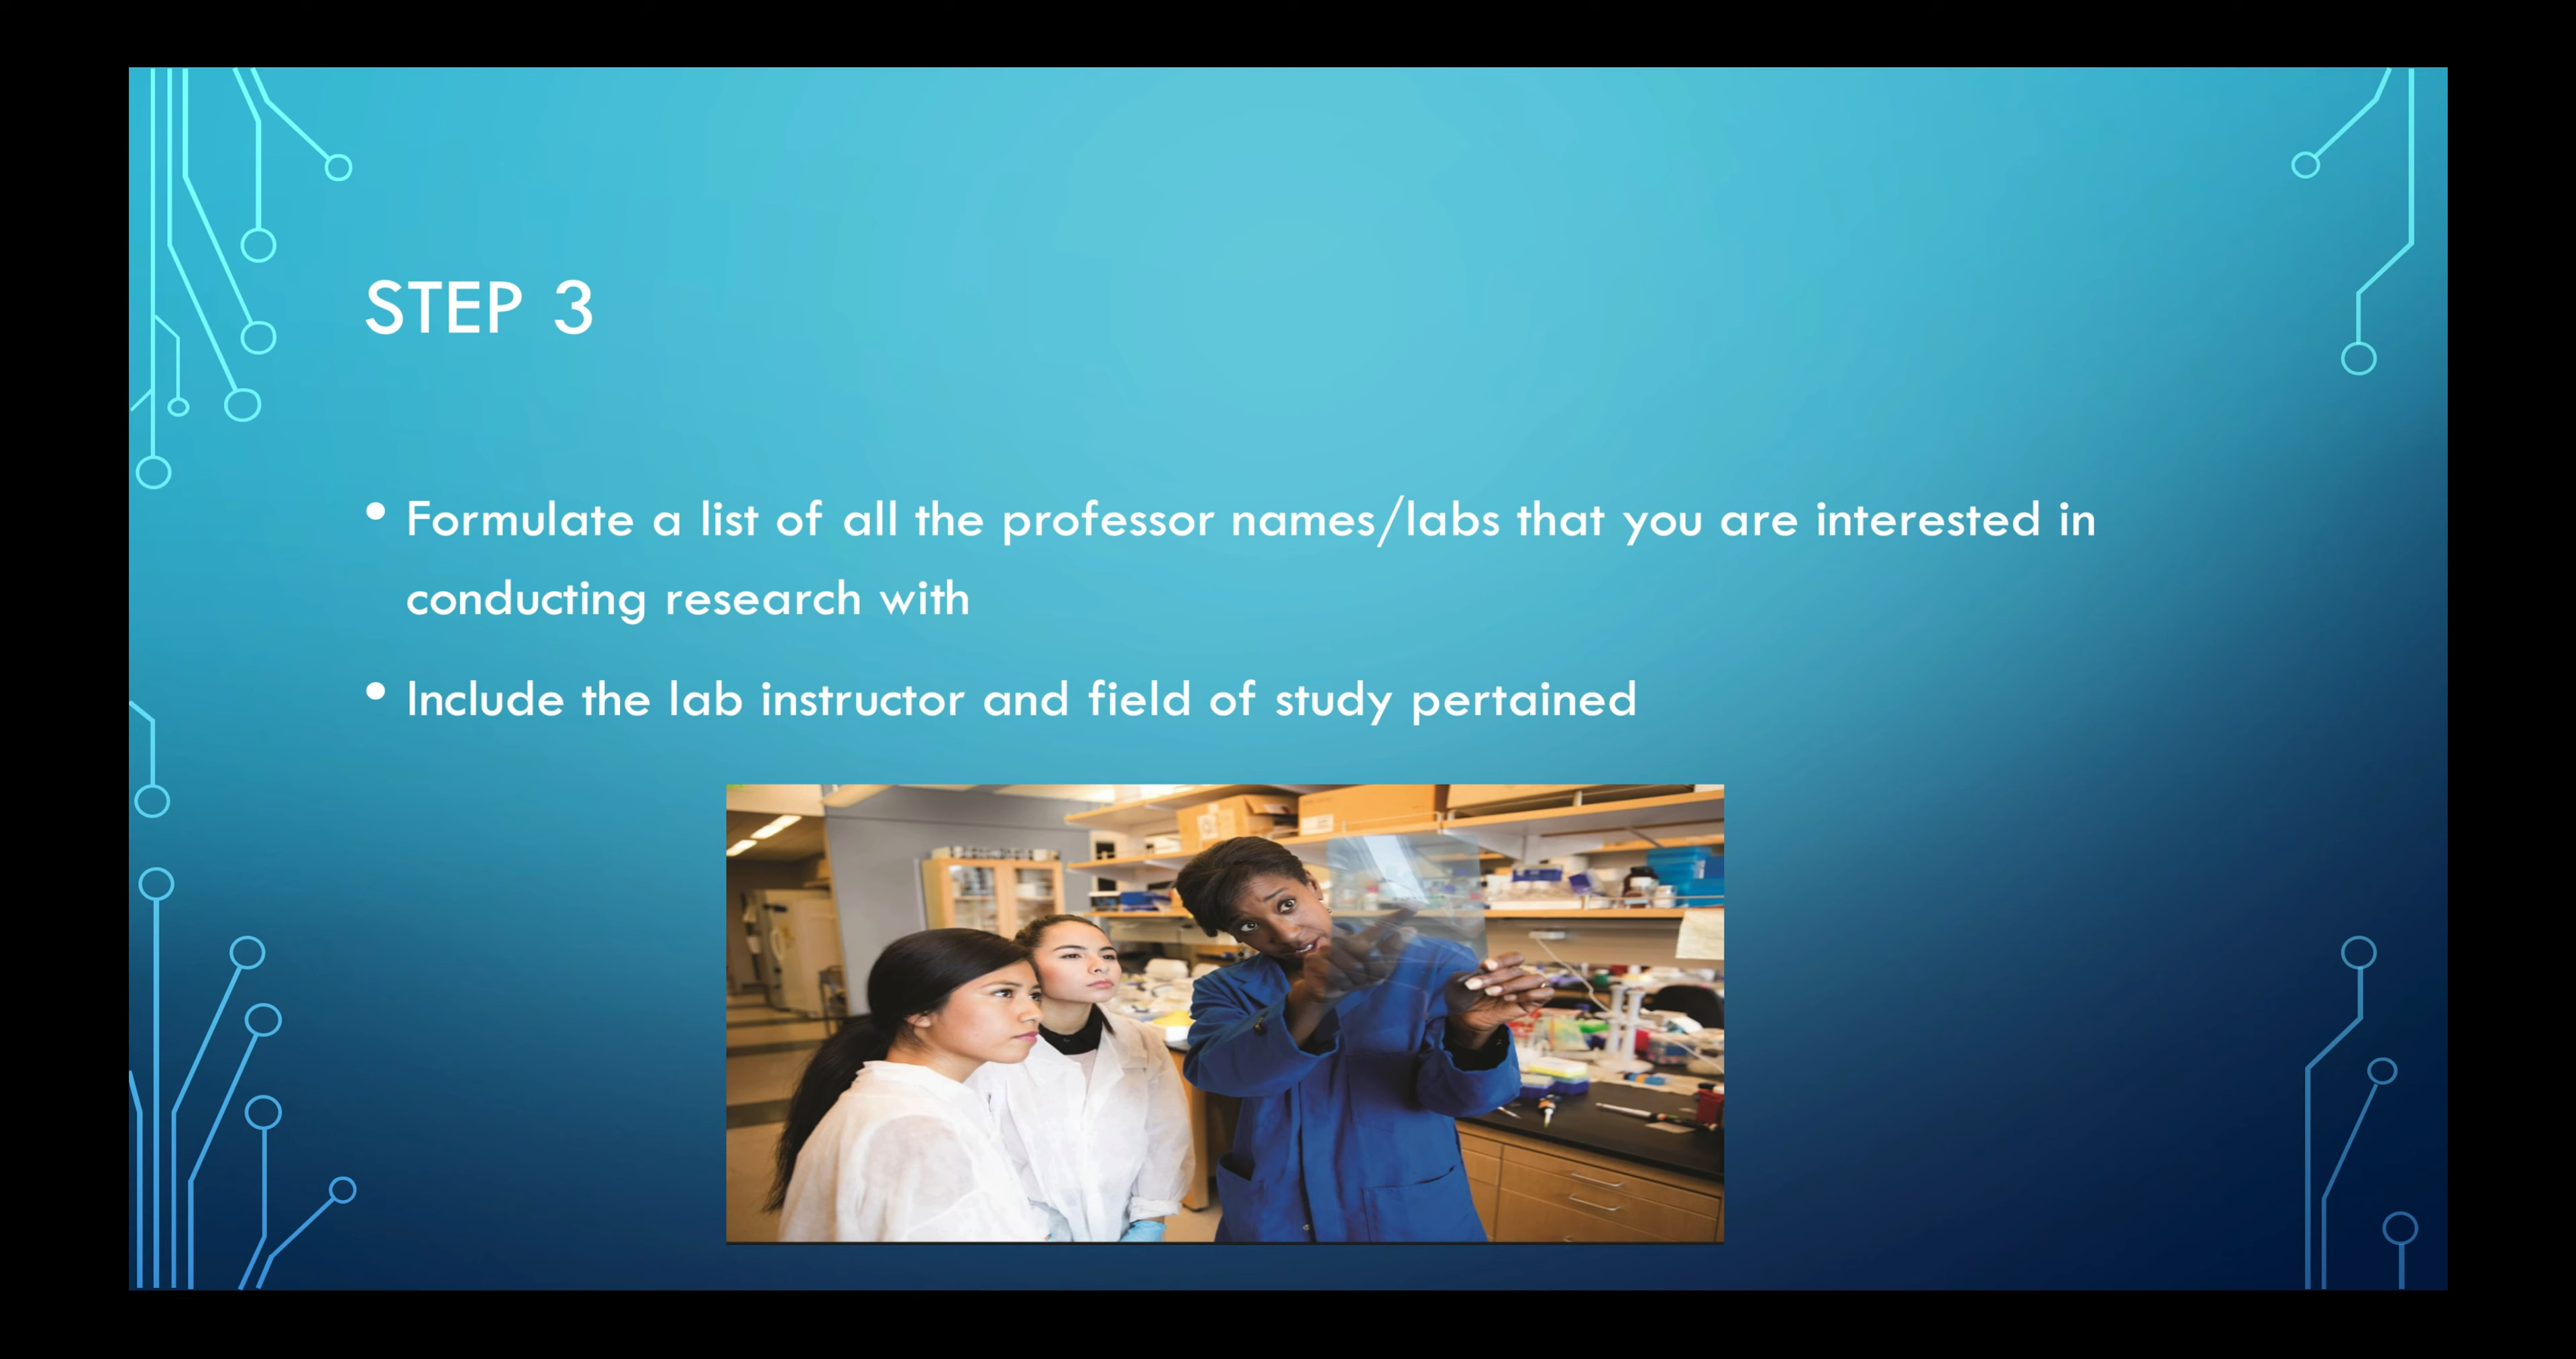 STEP 3
• Formulate a list of all the professor names/labs that you are interested in
conducting research with
• Include the lab instructor and field of study pertained